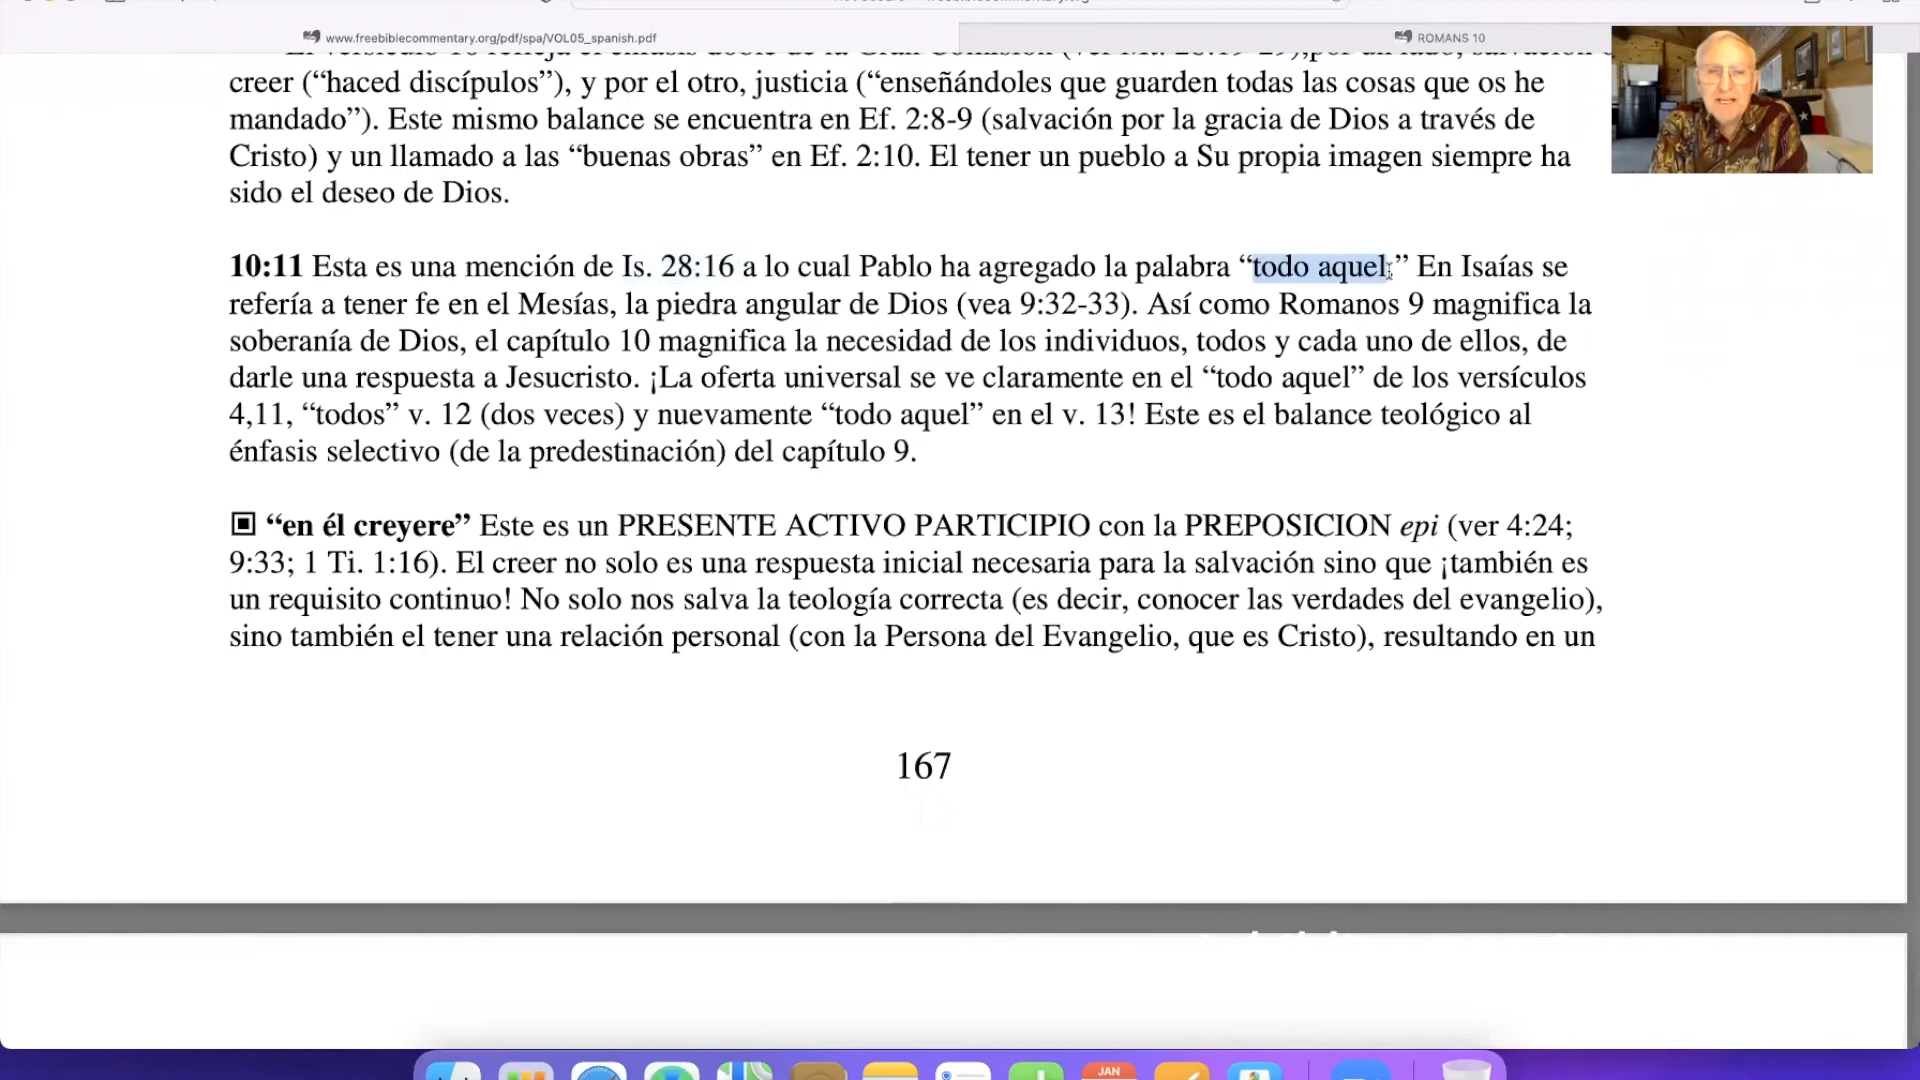 www.freebiblecommentary.org/pdf/spa/VOL05_spanish.pdf
ROMANS 10
creer (“haced discípulos”), y por el otro, justicia (“enseñándoles que guarden todas las cosas que os he
mandado”). Este mismo balance se encuentra en Ef. 2:8-9 (salvación por la gracia de Dios a través de
Cristo) y un llamado a las “buenas obras” en Ef. 2:10. El tener un pueblo a Su propia imagen siempre ha
sido el deseo de Dios.
10:11 Esta es una mención de Is. 28:16 a lo cual Pablo ha agregado la palabra “todo aquel.” En Isaías se
refería a tener fe en el Mesías, la piedra angular de Dios (vea 9:32-33). Así como Romanos 9 magnifica la
soberanía de Dios, el capítulo 10 magnifica la necesidad de los individuos, todos y cada uno de ellos, de
darle una respuesta a Jesucristo. ¡La oferta universal se ve claramente en el “todo aquel” de los versículos
4,11, “todos” v. 12 (dos veces) y nuevamente “todo aquel” en el v. 13! Este es el balance teológico al
énfasis selectivo (de la predestinación) del capítulo 9.
▣ “en él creyere” Este es un PRESENTE ACTIVO PARTICIPIO con la PREPOSICION epi (ver 4:24;
9:33; 1 Ti. 1:16). El creer no solo es una respuesta inicial necesaria para la salvación sino que ¡también es
un requisito continuo! No solo nos salva la teología correcta (es decir, conocer las verdades del evangelio),
sino también el tener una relación personal (con la Persona del Evangelio, que es Cristo), resultando en un
167
JAN